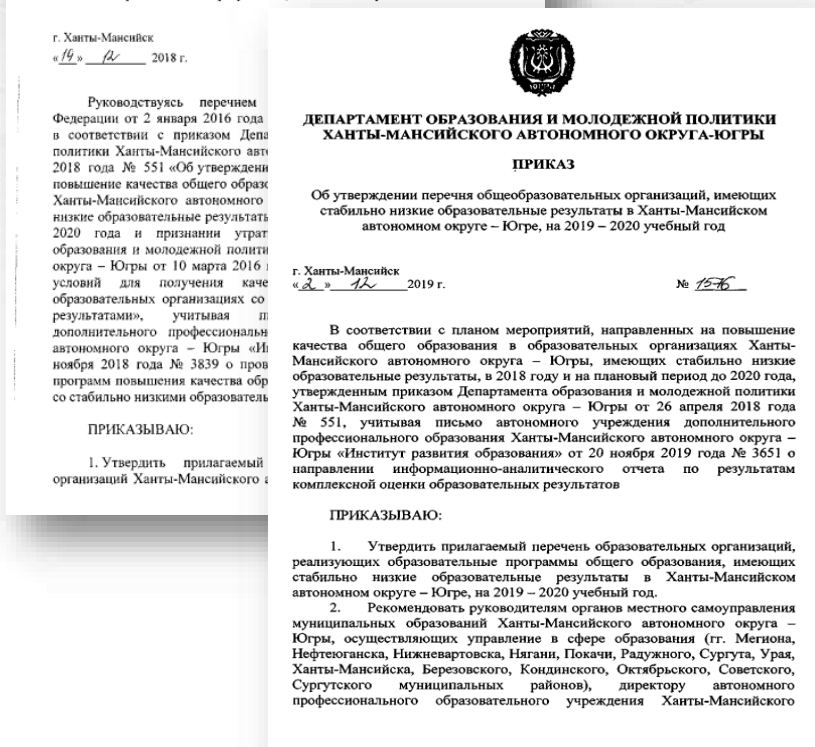 г. Ханты-Мансийск
«19» 12 2018 г.
Руководствуясь перечнем
Федерации от 2 января 2016 года
в соответствии с приказом Депа
политики Ханты-Мансийского авт
2018 года № 551 «Об утверждени
повышение качества общего образо
Ханты-Мансийского автономного
низкие образовательные результать
2020 года и признании утрат
образования и молодежной полити
округа – Югры от 10 марта 2016
условий для получения каче
образовательных организациях со
результатами», учитывая п
дополнительного профессиональн
автономного округа – Югры «И
ноября 2018 года № 3839 о пров
программ повышения качества обр
со стабильно низкими образователь
ПРИКАЗЫВАЮ:
1. Утвердить прилагаемый
организаций Ханты-Мансийского а
ДЕПАРТАМЕНТ ОБРАЗОВАНИЯ И МОЛОДЕЖНОЙ ПОЛИТИКИ
ХАНТЫ-МАНСИЙСКОГО АВТОНОМНОГО ОКРУГА-ЮГРЫ
ПРИКАЗ
Об утверждении перечня общеобразовательных организаций, имеющих
стабильно низкие образовательные результаты в Ханты-Мансийском
автономном округе – Югре, на 2019 – 2020 учебный год
г. Ханты-Мансийск
«2» 12 2019 г. № 1576
В соответствии с планом мероприятий, направленных на повышение
качества общего образования в образовательных организациях Ханты-
Мансийского автономного округа – Югры, имеющих стабильно низкие
образовательные результаты, в 2018 году и на плановый период до 2020 года,
утвержденным приказом Департамента образования и молодежной политики
Ханты-Мансийского автономного округа – Югры от 26 апреля 2018 года
№ 551, учитывая письмо автономного учреждения дополнительного
профессионального образования Ханты-Мансийского автономного округа –
Югры «Институт развития образования» от 20 ноября 2019 года № 3651 о
направлении информационно-аналитического отчета по результатам
комплексной оценки образовательных результатов
ПРИКАЗЫВАЮ:
1. Утвердить прилагаемый перечень образовательных организаций,
реализующих образовательные программы общего образования, имеющих
стабильно низкие образовательные результаты в Ханты-Мансийском
автономном округе – Югре, на 2019 – 2020 учебный год.
2. Рекомендовать руководителям органов местного самоуправления
муниципальных образований Ханты-Мансийского автономного округа –
Югры, осуществляющих управление в сфере образования (гг. Мегиона,
Нефтеюганска, Нижневартовска, Нягани, Покачи, Радужного, Сургута, Урая,
Ханты-Мансийска, Березовского, Кондинского, Октябрьского, Советского,
Сургутского муниципальных районов), директору автономного
профессионального образовательного учреждения Ханты-Мансийского